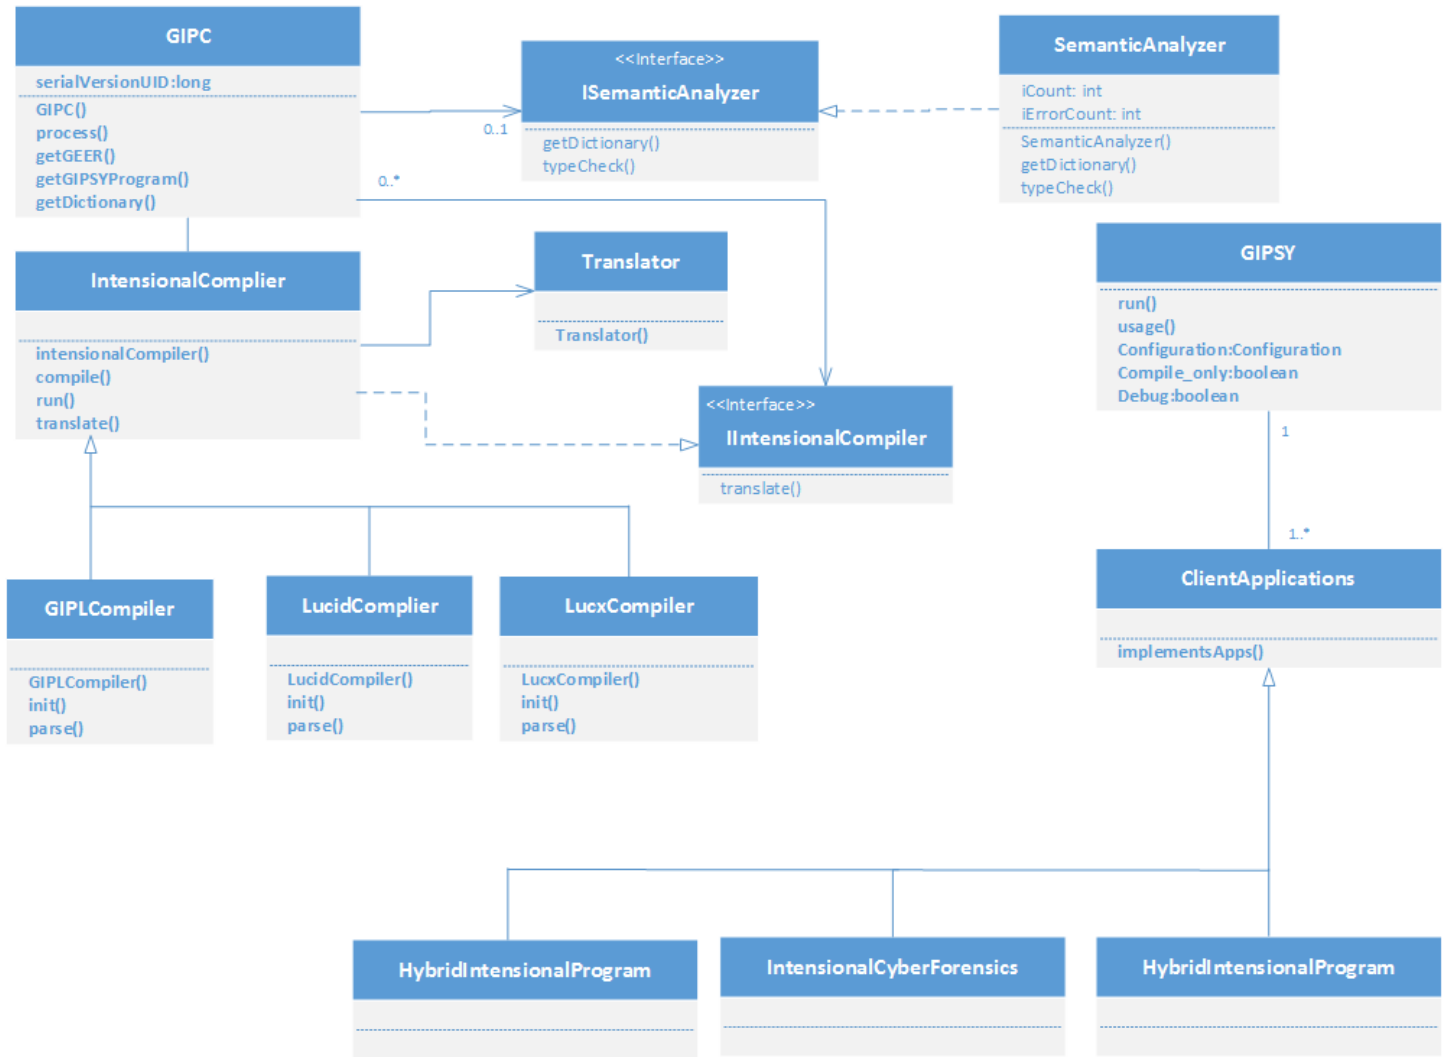 GIPC
serialVersionUID:long
GIPC()
process()
getGEER()
getGIPSYProgram()
getDictionary()
0..1
0..*
<<Interface>>
ISemanticAnalyzer
getDictionary()
typeCheck()
SemanticAnalyzer
iCount: int
iErrorCount: int
SemanticAnalyzer()
getDictionary()
typeCheck()
IntensionalComplier
intensionalCompiler()
compile()
run()
translate()
Translator
Translator()
GIPSY
run()
usage()
Configuration:Configuration
Compile_only:boolean
Debug:boolean
<<Interface>>
IIntensionalCompiler
translate()
1
1..*
GIPLCompiler
GIPLCompiler()
init()
parse()
LucidComplier
LucidCompiler()
init()
parse()
LucxCompiler
LucxCompiler()
init()
parse()
ClientApplications
implementsApps()
HybridIntensionalProgram
IntensionalCyberForensics
HybridIntensionalProgram